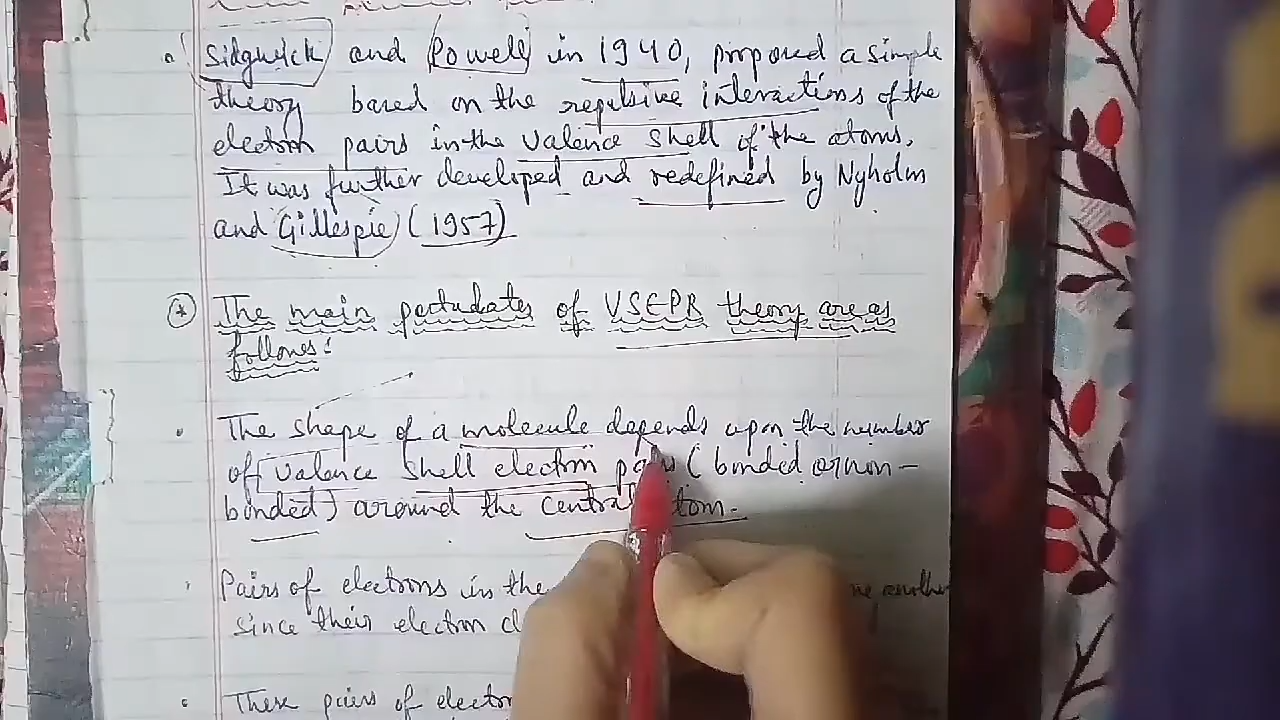 Sidgwick and Powell in 1940, proposed a simple
theory based on the repulsive interactions of the
electron pairs in the valence shell of the atoms.
It was further developed and redefined by Nyholm
and Gillespie (1957)
The main postulates of VSEPR theory are as
follows:
The shape of a molecule depends upon the number
of valance shell electron pairs (bonded or non-
bonded) around the central atom.
Pairs of electrons in the another
since their electron
These pairs of